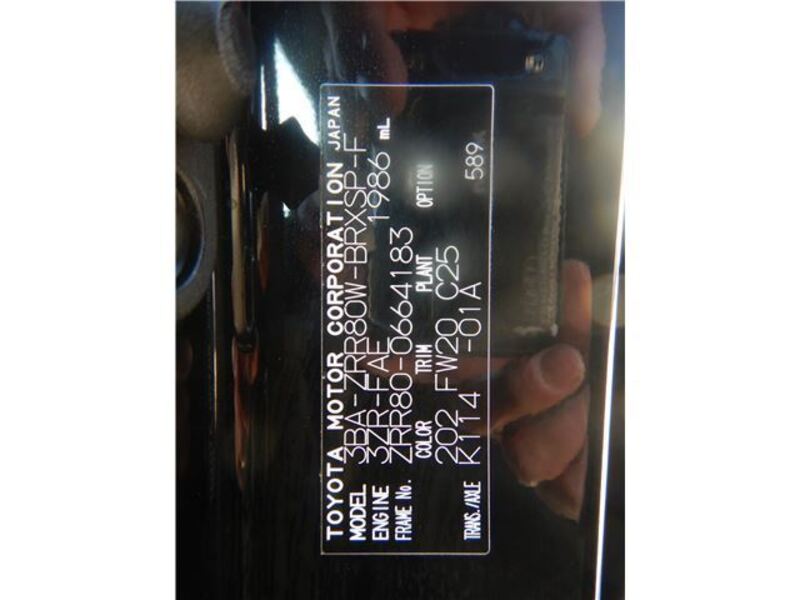 TOYOTA MOTOR CORPORATION JAPAN
MODEL 3BA-ZRR80W-BRXSP-F
ENGINE 3ZR-FAE 1986 mL
FRAME No. ZRR80-0664183
COLOR TRIM PLANT OPTION
202 FW20 C25
TRANS./AXLE K114 -01A 589